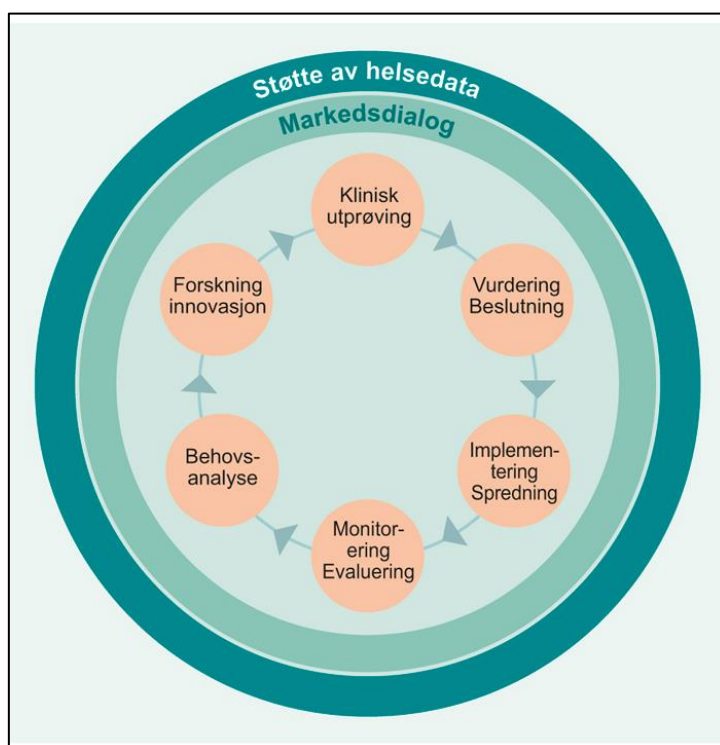 Støtte av helsedata
Markedsdialog
Klinisk
utprøving
Vurdering
Beslutning
Implemen-
tering
Spredning
Monitor-
ering
Evaluering
Behovs-
analyse
Forskning
innovasjon